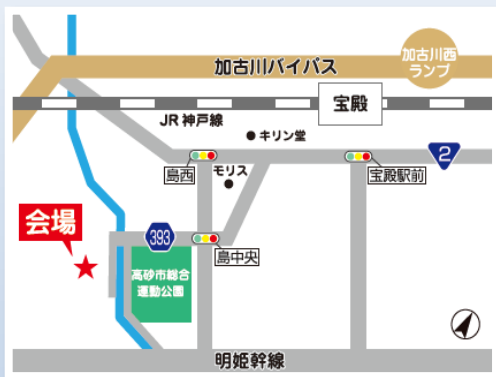 加古川バイパス
加古川西
ランプ
宝殿
JR 神戸線
キリン堂
2
島西
モリス
宝殿駅前
会場
393
島中央
高砂市総合
運動公園
明姫幹線